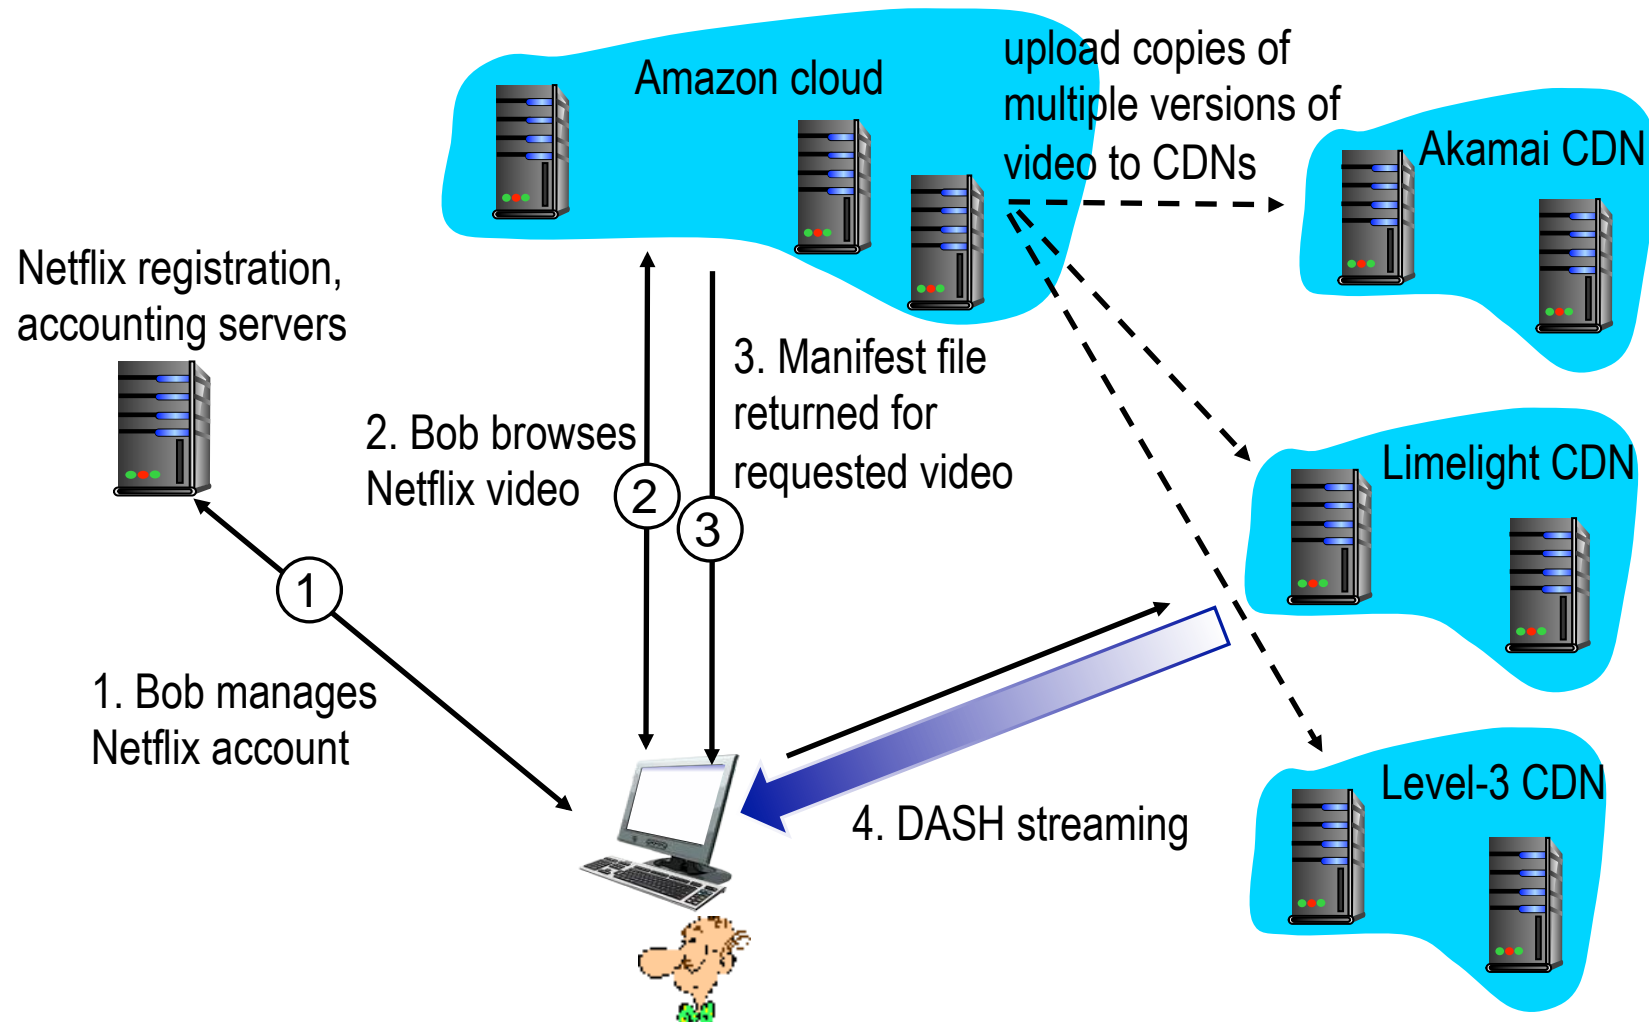 Amazon cloud
upload copies of
multiple versions of
video to CDNs
Akamai CDN
Netflix registration,
accounting servers
3. Manifest file
returned for
requested video
2. Bob browses
Netflix video
2
3
Limelight CDN
1
1. Bob manages
Netflix account
4. DASH streaming
Level-3 CDN